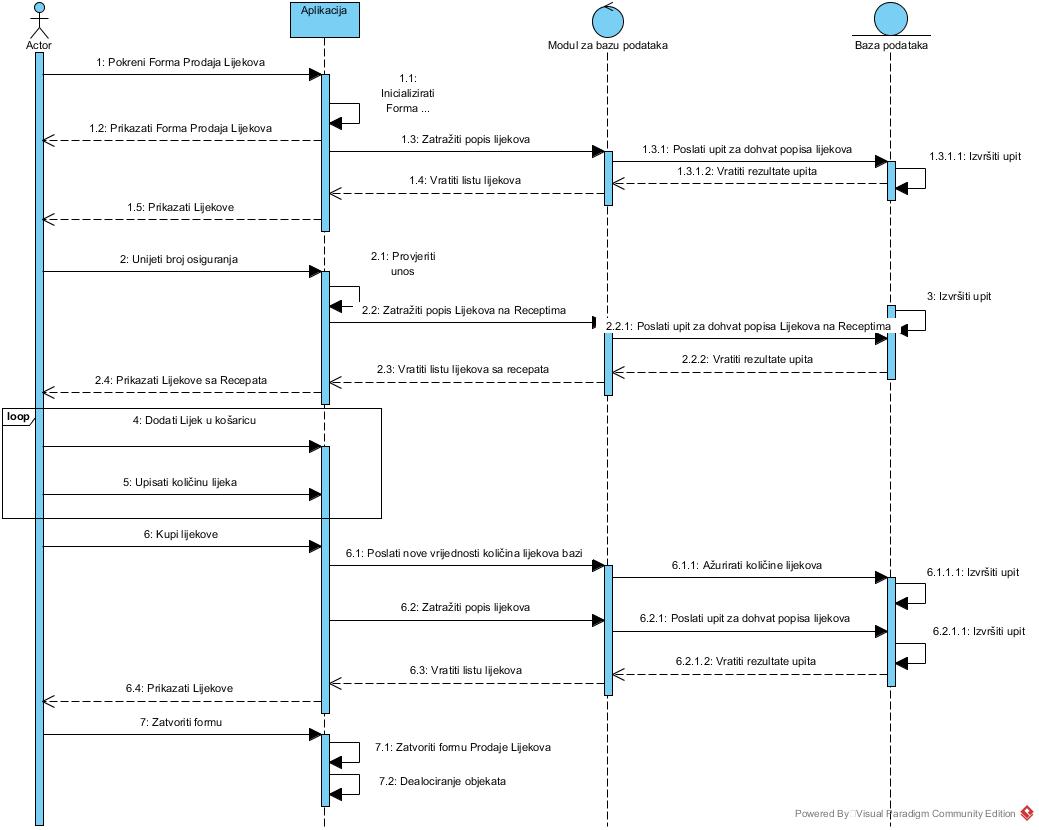 Aplikacija
Actor
Modul za bazu podataka
Baza podataka
1: Pokreni Forma Prodaja Lijekova
1.1:
Inicializirati
Forma ...
1.2: Prikazati Forma Prodaja Lijekova
1.3: Zatražiti popis lijekova
1.3.1: Poslati upit za dohvat popisa lijekova
1.3.1.1: Izvršiti upit
1.3.1.2: Vratiti rezultate upita
1.4: Vratiti listu lijekova
1.5: Prikazati Lijekove
2: Unijeti broj osiguranja
2.1: Provjeriti
unos
2.2: Zatražiti popis Lijekova na Receptima
3: Izvršiti upit
2.2.1: Poslati upit za dohvat popisa Lijekova na Receptima
2.2.2: Vratiti rezultate upita
2.3: Vratiti listu lijekova sa recepata
2.4: Prikazati Lijekove sa Recepata
loop
4: Dodati Lijek u košaricu
5: Upisati količinu lijeka
6: Kupi lijekove
6.1: Poslati nove vrijednosti količina lijekova bazi
6.1.1: Ažurirati količine lijekova
6.1.1.1: Izvršiti upit
6.2: Zatražiti popis lijekova
6.2.1: Poslati upit za dohvat popisa lijekova
6.2.1.1: Izvršiti upit
6.2.1.2: Vratiti rezultate upita
6.3: Vratiti listu lijekova
6.4: Prikazati Lijekove
7: Zatvoriti formu
7.1: Zatvoriti formu Prodaje Lijekova
7.2: Dealociranje objekata
Powered By Visual Paradigm Community Edition